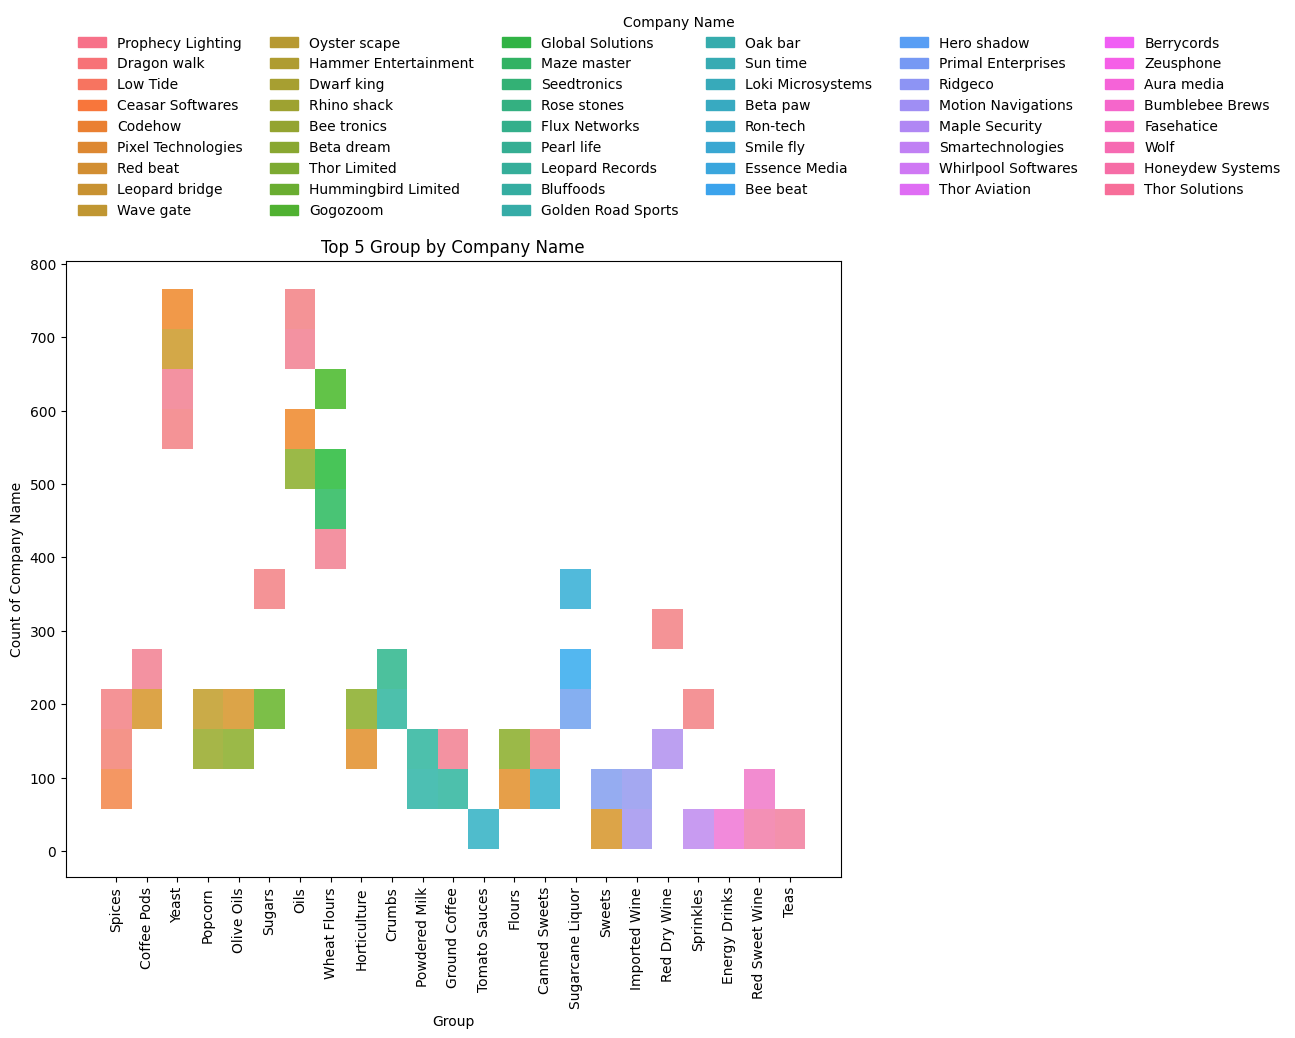 Company Name
Prophecy Lighting
Dragon walk
Low Tide
Ceasar Softwares
Codehow
Pixel Technologies
Red beat
Leopard bridge
Wave gate
Oyster scape
Hammer Entertainment
Dwarf king
Rhino shack
Bee tronics
Beta dream
Thor Limited
Hummingbird Limited
Gogozoom
Global Solutions
Maze master
Seedtronics
Rose stones
Flux Networks
Pearl life
Leopard Records
Bluffoods
Golden Road Sports
Oak bar
Sun time
Loki Microsystems
Beta paw
Ron-tech
Smile fly
Essence Media
Bee beat
Hero shadow
Primal Enterprises
Ridgeco
Motion Navigations
Maple Security
Smartechnologies
Whirlpool Softwares
Thor Aviation
Berrycords
Zeusphone
Aura media
Bumblebee Brews
Fasehatice
Wolf
Honeydew Systems
Thor Solutions
Top 5 Group by Company Name
Count of Company Name
800
700
600
500
400
300
200
100
0
Spices
Coffee Pods
Yeast
Popcorn
Olive Oils
Sugars
Oils
Wheat Flours
Horticulture
Crumbs
Powdered Milk
Ground Coffee
Tomato Sauces
Flours
Canned Sweets
Sugarcane Liquor
Sweets
Imported Wine
Red Dry Wine
Sprinkles
Energy Drinks
Red Sweet Wine
Teas
Group